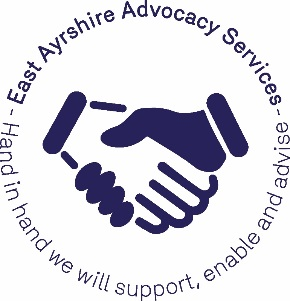 East Ayrshire Advocacy Services -
Hand in hand we will support, enable and advise -